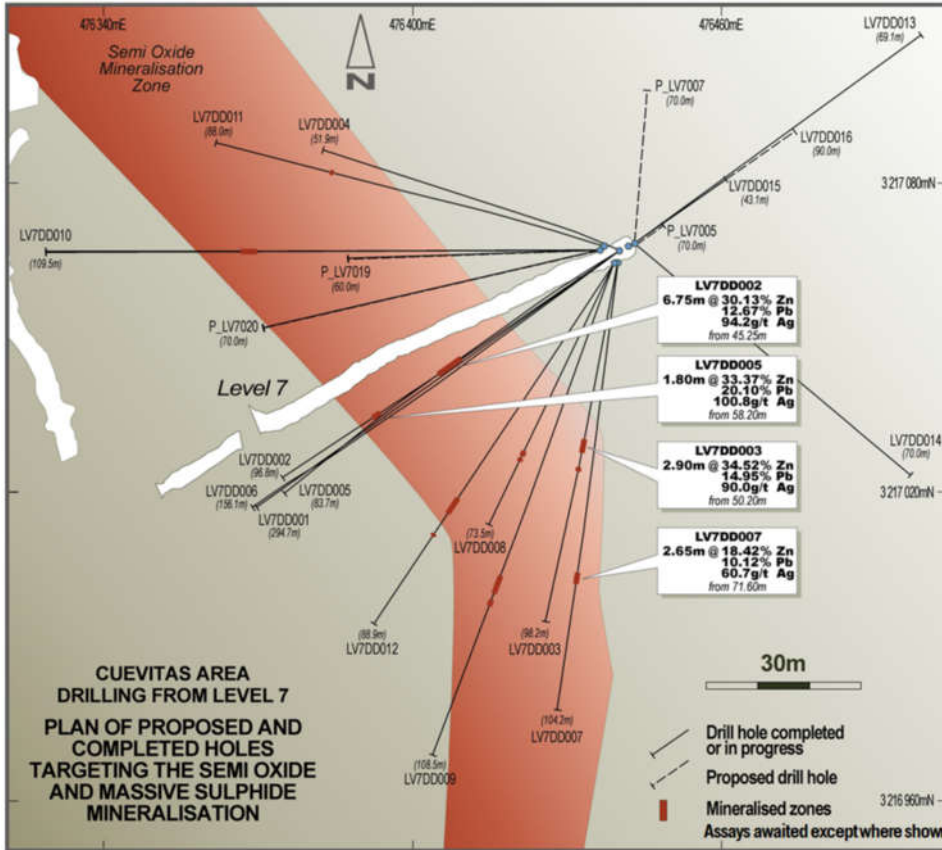 476 340mE
476 400mE
476 460mE
LV7DD013
(69.1m)
Semi Oxide
Mineralisation
Zone
N
P_LV7007
(70.0m)
LV7DD011
(88.0m)
LV7DD004
(51.9m)
LV7DD016
(90.0m)
3 217 080mN
LV7DD015
(43.1m)
P_LV7005
(70.0m)
LV7DD010
(109.5m)
P_LV7019
(60.0m)
P_LV7020
(70.0m)
LV7DD002
6.75m @ 30.13% Zn
12.67% Pb
94.2g/t Ag
from 45.25m
LV7DD005
1.80m @ 33.37% Zn
20.10% Pb
100.8g/t Ag
from 58.20m
Level 7
LV7DD014
(70.0m)
LV7DD003
2.90m @ 34.52% Zn
14.95% Pb
90.0g/t Ag
from 50.20m
LV7DD002
(96.8m)
LV7DD006
(156.1m)
LV7DD005
(63.7m)
LV7DD001
(294.7m)
3 217 020mN
(73.5m)
LV7DD008
LV7DD007
2.65m @ 18.42% Zn
10.12% Pb
60.7g/t Ag
from 71.60m
(88.9m)
LV7DD012
(98.2m)
LV7DD003
(104.2m)
LV7DD007
(108.5m)
LV7DD009
CUEVITAS AREA
DRILLING FROM LEVEL 7
PLAN OF PROPOSED AND
COMPLETED HOLES
TARGETING THE SEMI OXIDE
AND MASSIVE SULPHIDE
MINERALISATION
30m
Drill hole completed
or in progress
Proposed drill hole
3 216 960mN
Mineralised zones
Assays awaited except where shown